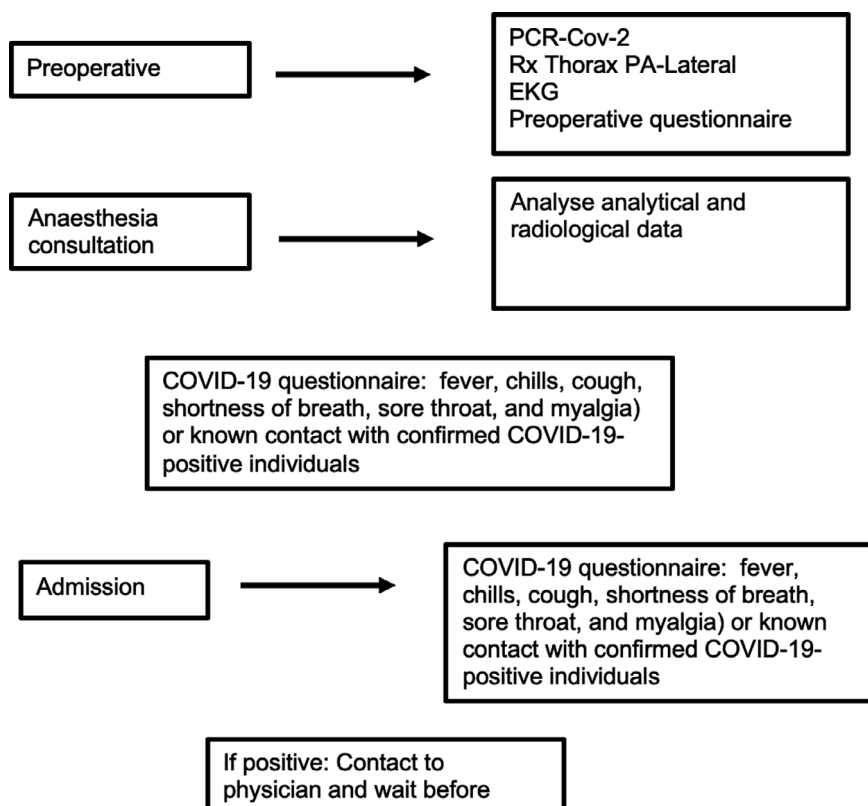 Preoperative
PCR-Cov-2
Rx Thorax PA-Lateral
EKG
Preoperative questionnaire
Anaesthesia
consultation
Analyse analytical and
radiological data
COVID-19 questionnaire: fever, chills, cough,
shortness of breath, sore throat, and myalgia)
or known contact with confirmed COVID-19-
positive individuals
Admission
COVID-19 questionnaire: fever,
chills, cough, shortness of breath,
sore throat, and myalgia) or known
contact with confirmed COVID-19-
positive individuals
If positive: Contact to
physician and wait before